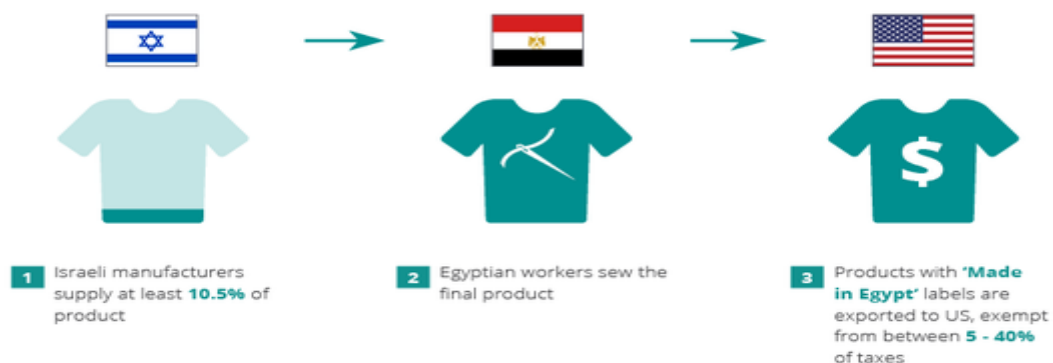 $
1 Israeli manufacturers
supply at least 10.5% of
product
2 Egyptian workers sew the
final product
3 Products with ‘Made
in Egypt’ labels are
exported to US, exempt
from between 5 - 40%
of taxes